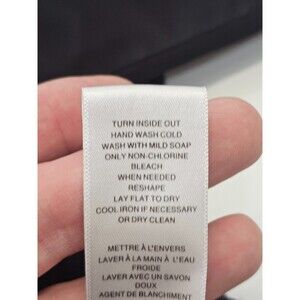 TURN INSIDE OUT
HAND WASH COLD
WASH WITH MILD SOAP
ONLY NON-CHLORINE
BLEACH
WHEN NEEDED
RESHAPE
LAY FLAT TO DRY
COOL IRON IF NECESSARY
OR DRY CLEAN
METTRE À L'ENVERS
LAVER À LA MAIN À L'EAU
FROIDE
LAVER AVEC UN SAVON
DOUX
AGENT DE BLANCHIMENT